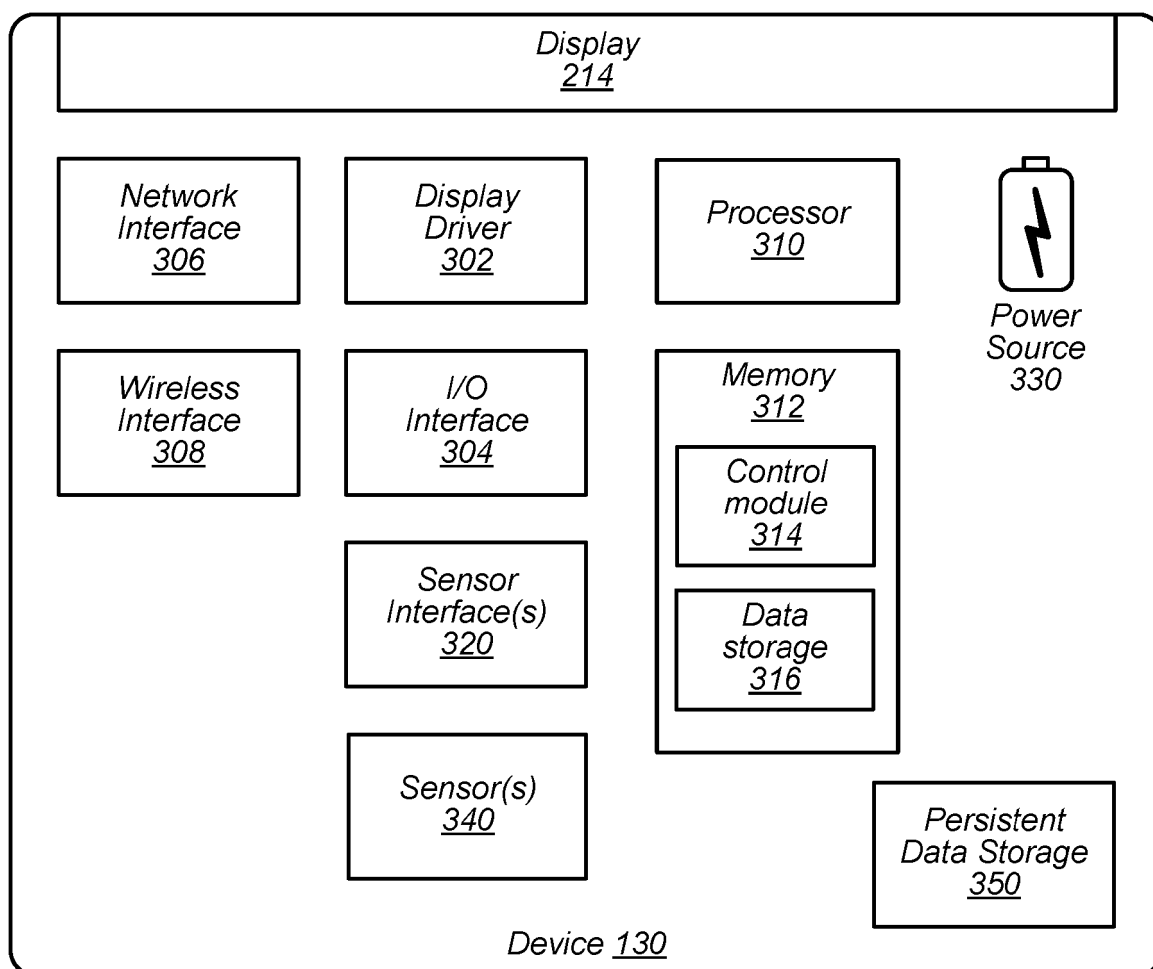 Display
214
Network
Interface
306
Display
Driver
302
Processor
310
Power
Source
330
Wireless
Interface
308
I/O
Interface
304
Memory
312
Control
module
314
Data
storage
316
Sensor
Interface(s)
320
Sensor(s)
340
Persistent
Data Storage
350
Device 130